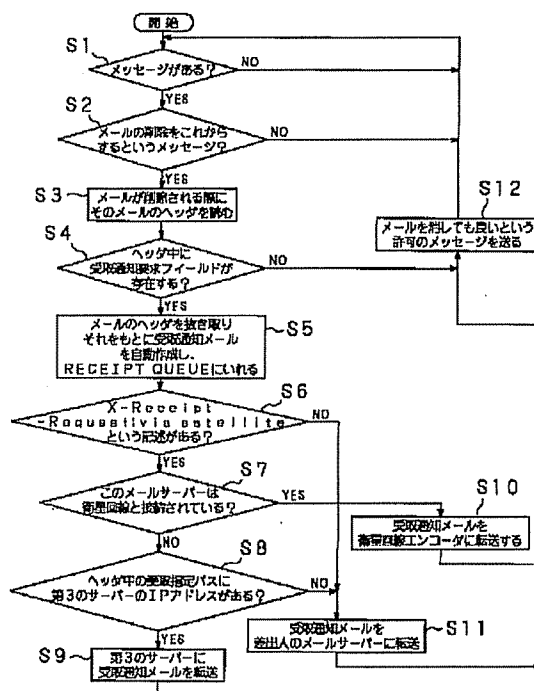 開始
S1
メッセージがある?
NO
YES
S2
メールの削除をこれから
するというメッセージ?
NO
YES
S3
メールが削除される際に
そのメールのヘッダを読む
S12
メールを消しても良いという
許可のメッセージを送る
S4
ヘッダ中に
受取通知要求フィールドが
存在する?
NO
YES
S5
メールのヘッダを抜き取り
それをもとに受取通知メール
を自動作成し、
RECEIPT QUEUEにいれる
S6
X-Receipt
-Roquest:via satellite
という記述がある?
NO
YES
S7
このメールサーバーは
衛星回線と接続されている?
YES
NO
S10
受取通知メールを
衛星回線エンコーダに転送する
S8
ヘッダ中の受取指定パスに
第3のサーバーのIPアドレスがある?
NO
YES
S9
第3のサーバーに
受取通知メールを転送
S11
受取通知メールを
差出人のメールサーバーに転送